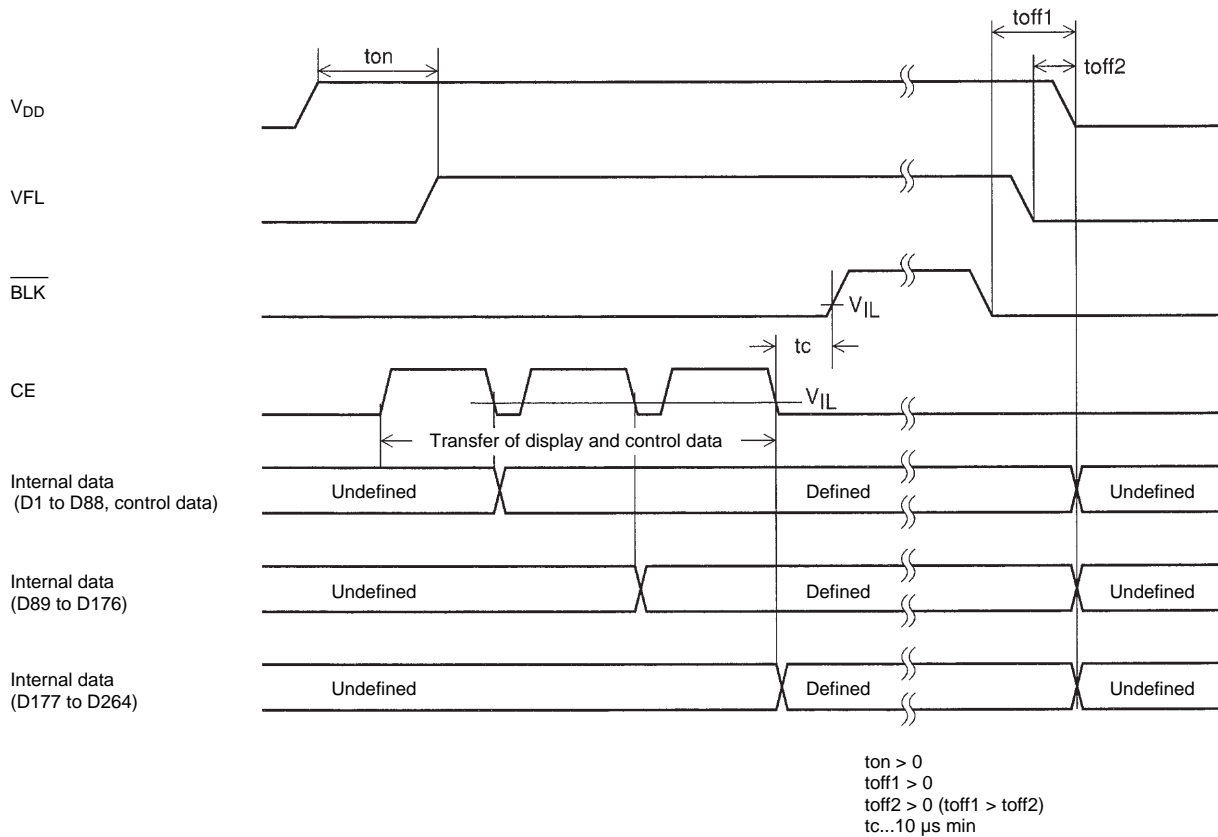 toff1
ton
toff2
VDD
VFL
BLK
VIL
tc
CE
VIL
Transfer of display and control data
Internal data
(D1 to D88, control data)
Undefined
Defined
Undefined
Internal data
(D89 to D176)
Undefined
Defined
Undefined
Internal data
(D177 to D264)
Undefined
Defined
Undefined
ton > 0
toff1 > 0
toff2 > 0 (toff1 > toff2)
tc...10 µs min